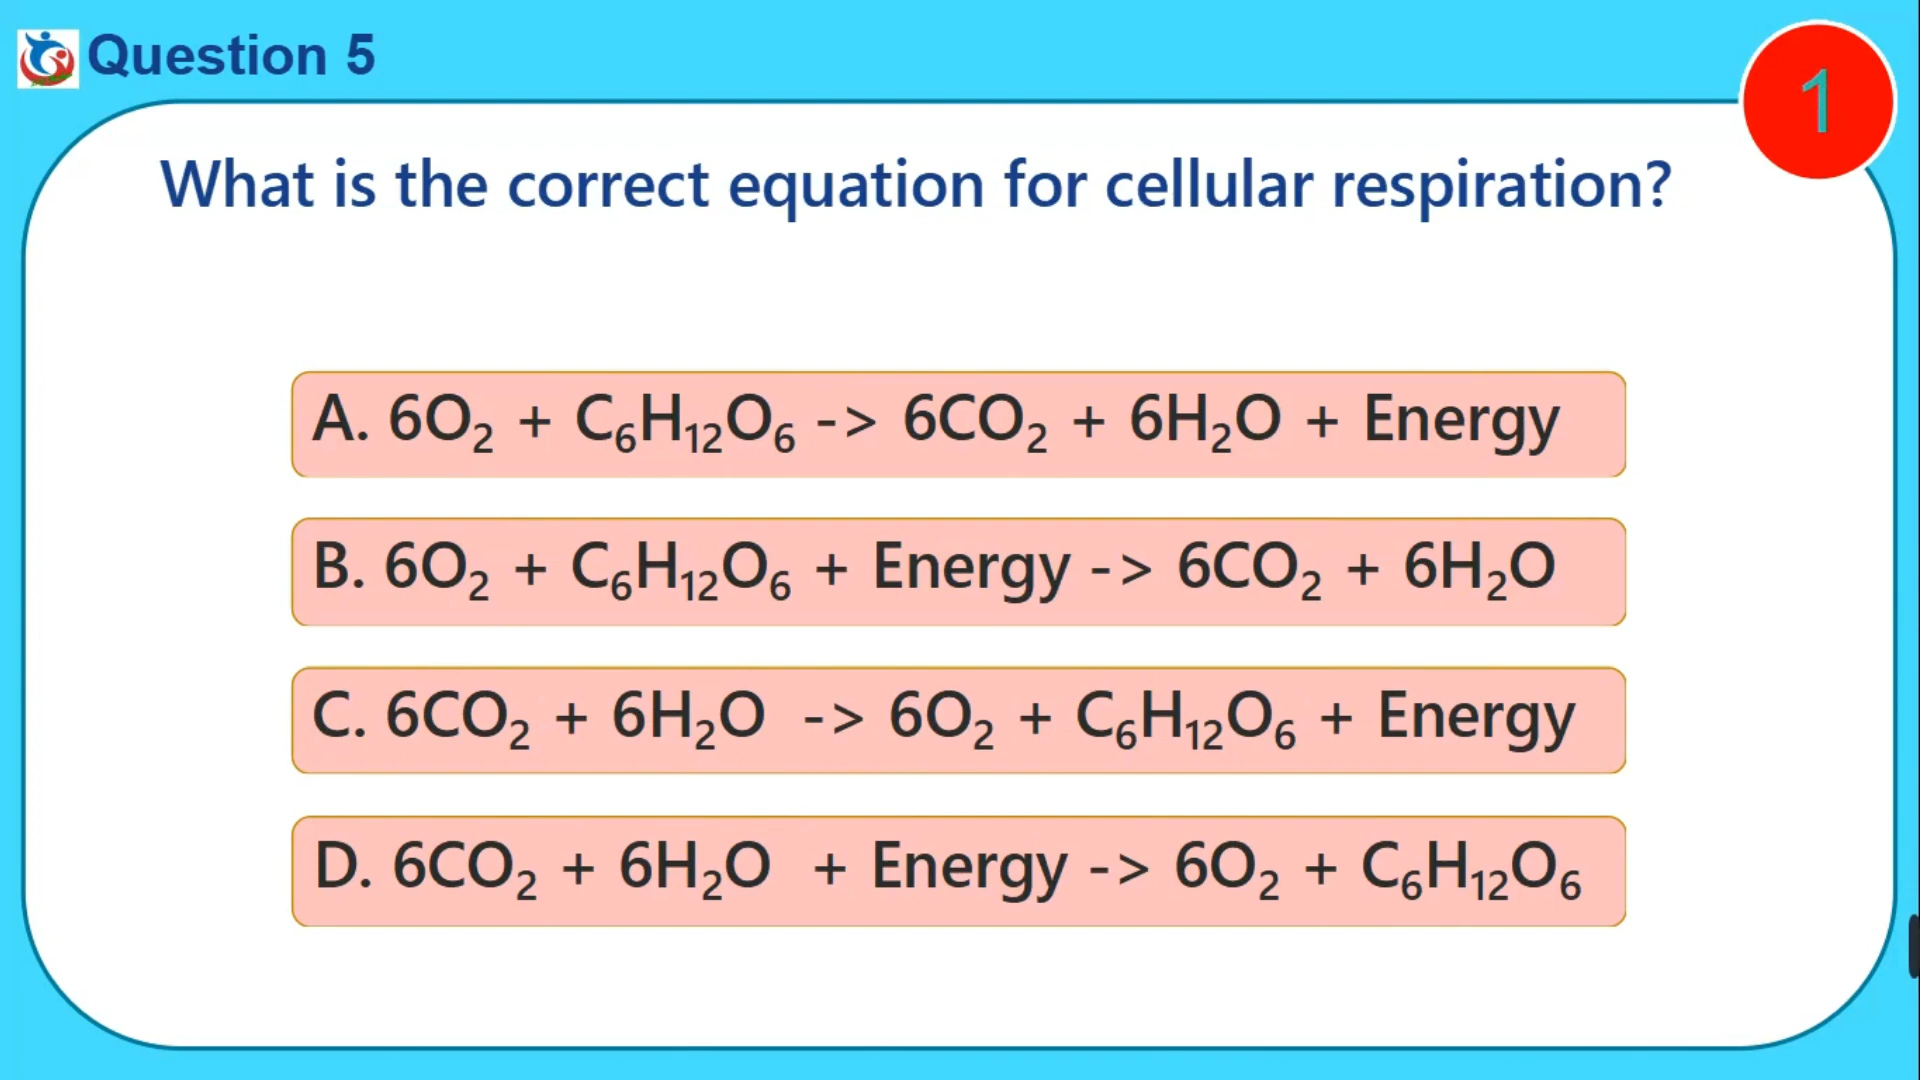 Question 5
1
What is the correct equation for cellular respiration?
A. 6O₂ + C₆H₁₂O₆ -> 6CO₂ + 6H₂O + Energy
B. 6O₂ + C₆H₁₂O₆ + Energy -> 6CO₂ + 6H₂O
C. 6CO₂ + 6H₂O -> 6O₂ + C₆H₁₂O₆ + Energy
D. 6CO₂ + 6H₂O + Energy -> 6O₂ + C₆H₁₂O₆